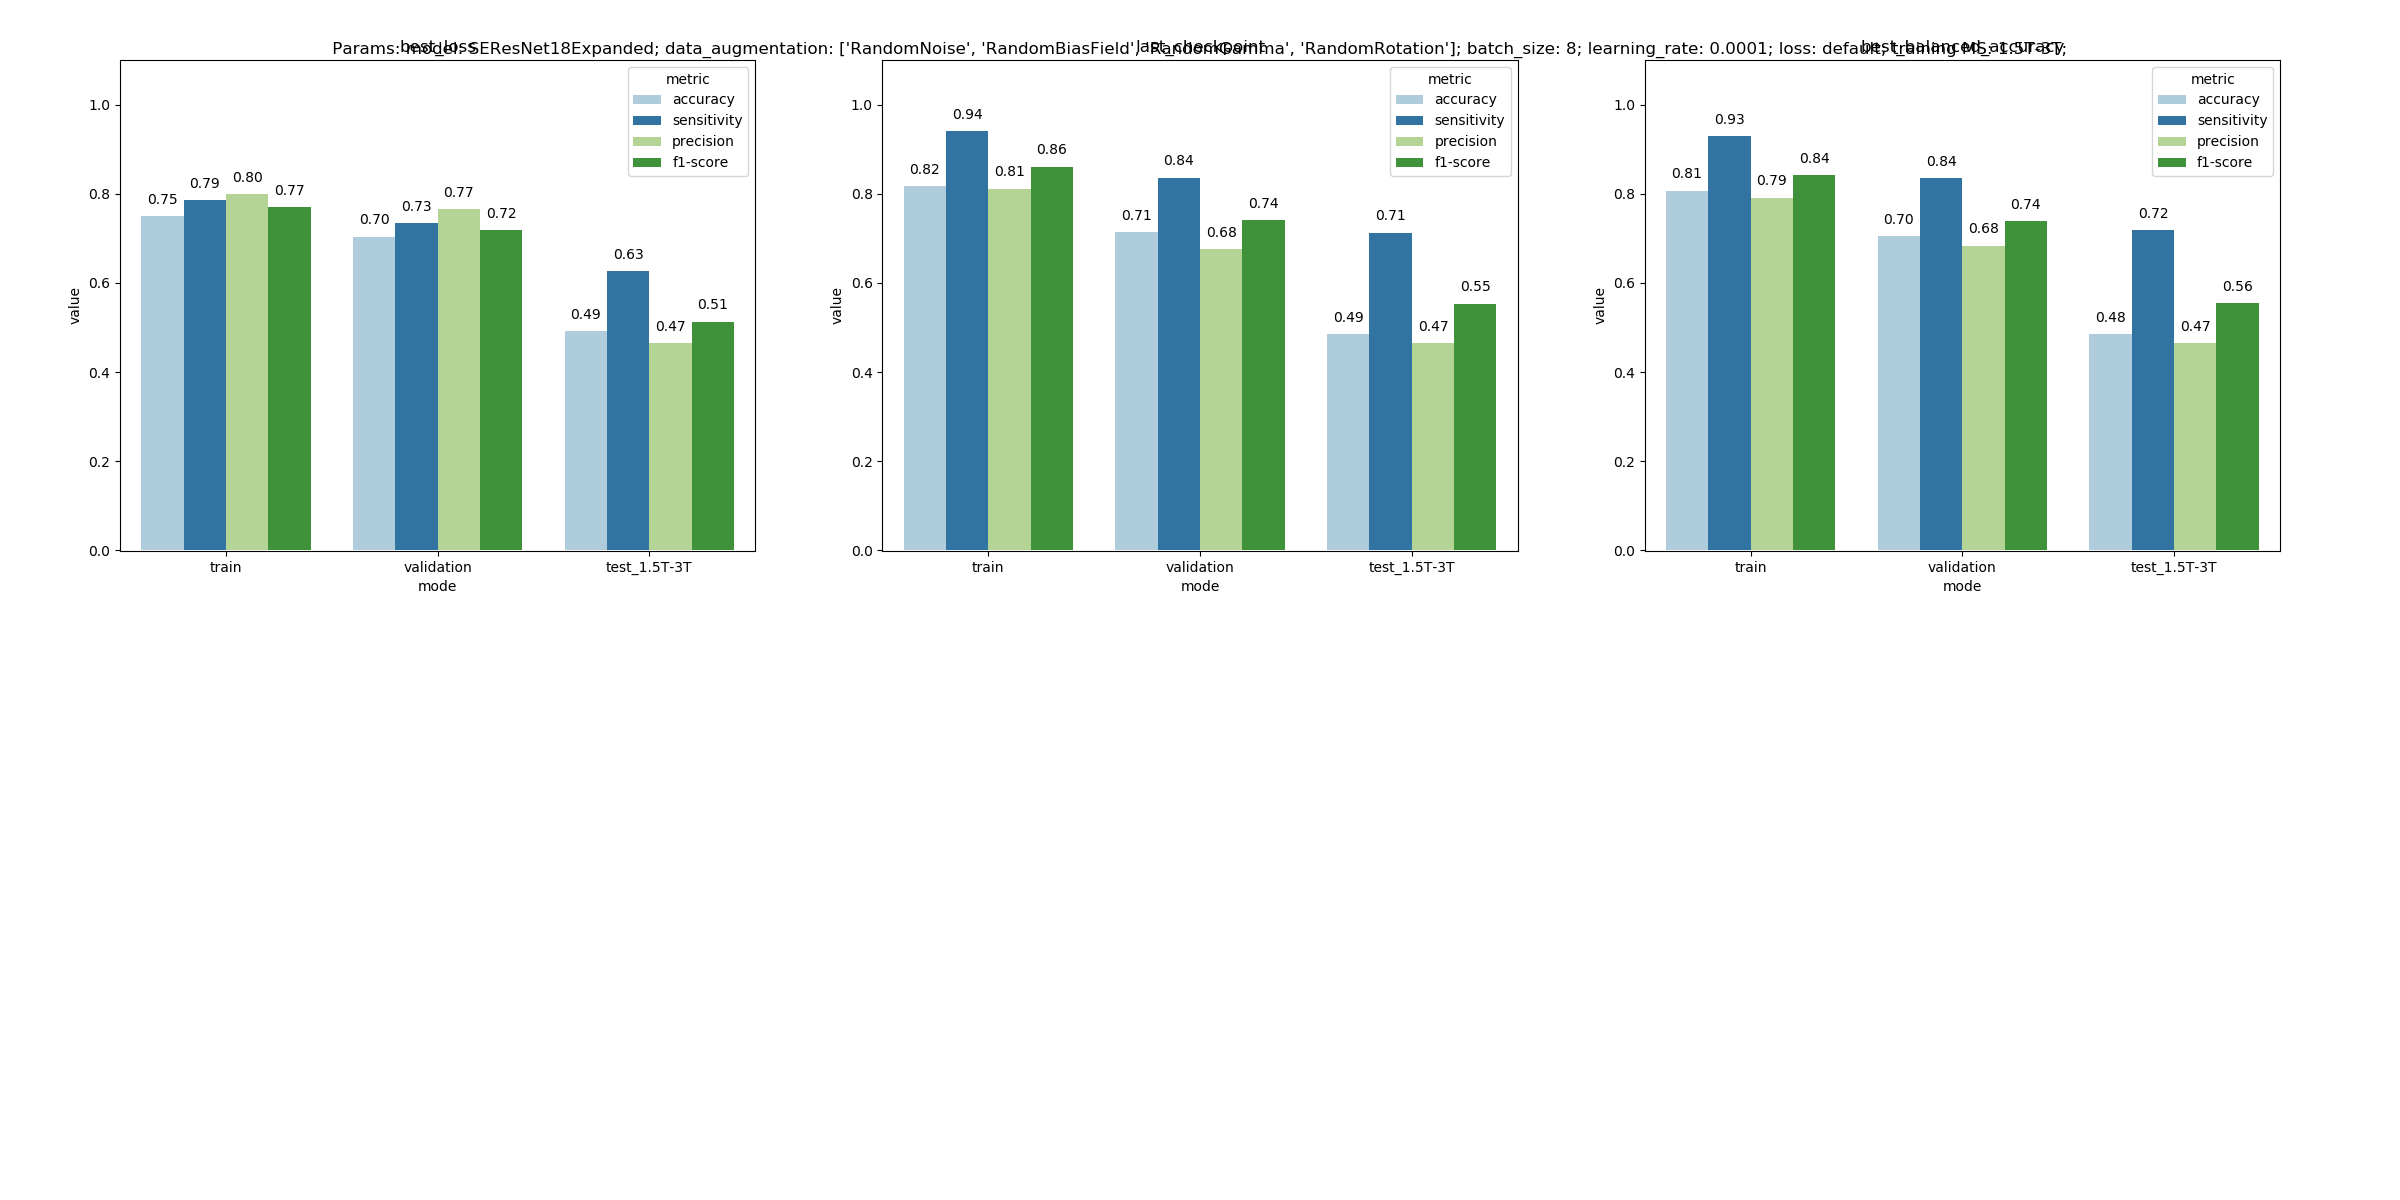 Params: model: SEResNet18Expanded; data_augmentation: ['RandomNoise', 'RandomBiasField', 'RandomGamma', 'RandomRotation']; batch_size: 8; learning_rate: 0.0001; loss: default; training MS: 1.5T-3T;
best_loss
last_checkpoint
best_balanced_accuracy
metric
accuracy
sensitivity
precision
f1-score
1.0
0.8
0.6
0.4
0.2
0.0
value
0.75
0.79
0.80
0.77
0.70
0.73
0.77
0.72
0.49
0.63
0.47
0.51
train
validation
test_1.5T-3T
mode
metric
accuracy
sensitivity
precision
f1-score
1.0
0.8
0.6
0.4
0.2
0.0
value
0.82
0.94
0.81
0.86
0.71
0.84
0.68
0.74
0.49
0.71
0.47
0.55
train
validation
test_1.5T-3T
mode
metric
accuracy
sensitivity
precision
f1-score
1.0
0.8
0.6
0.4
0.2
0.0
value
0.81
0.93
0.79
0.84
0.70
0.84
0.68
0.74
0.48
0.72
0.47
0.56
train
validation
test_1.5T-3T
mode